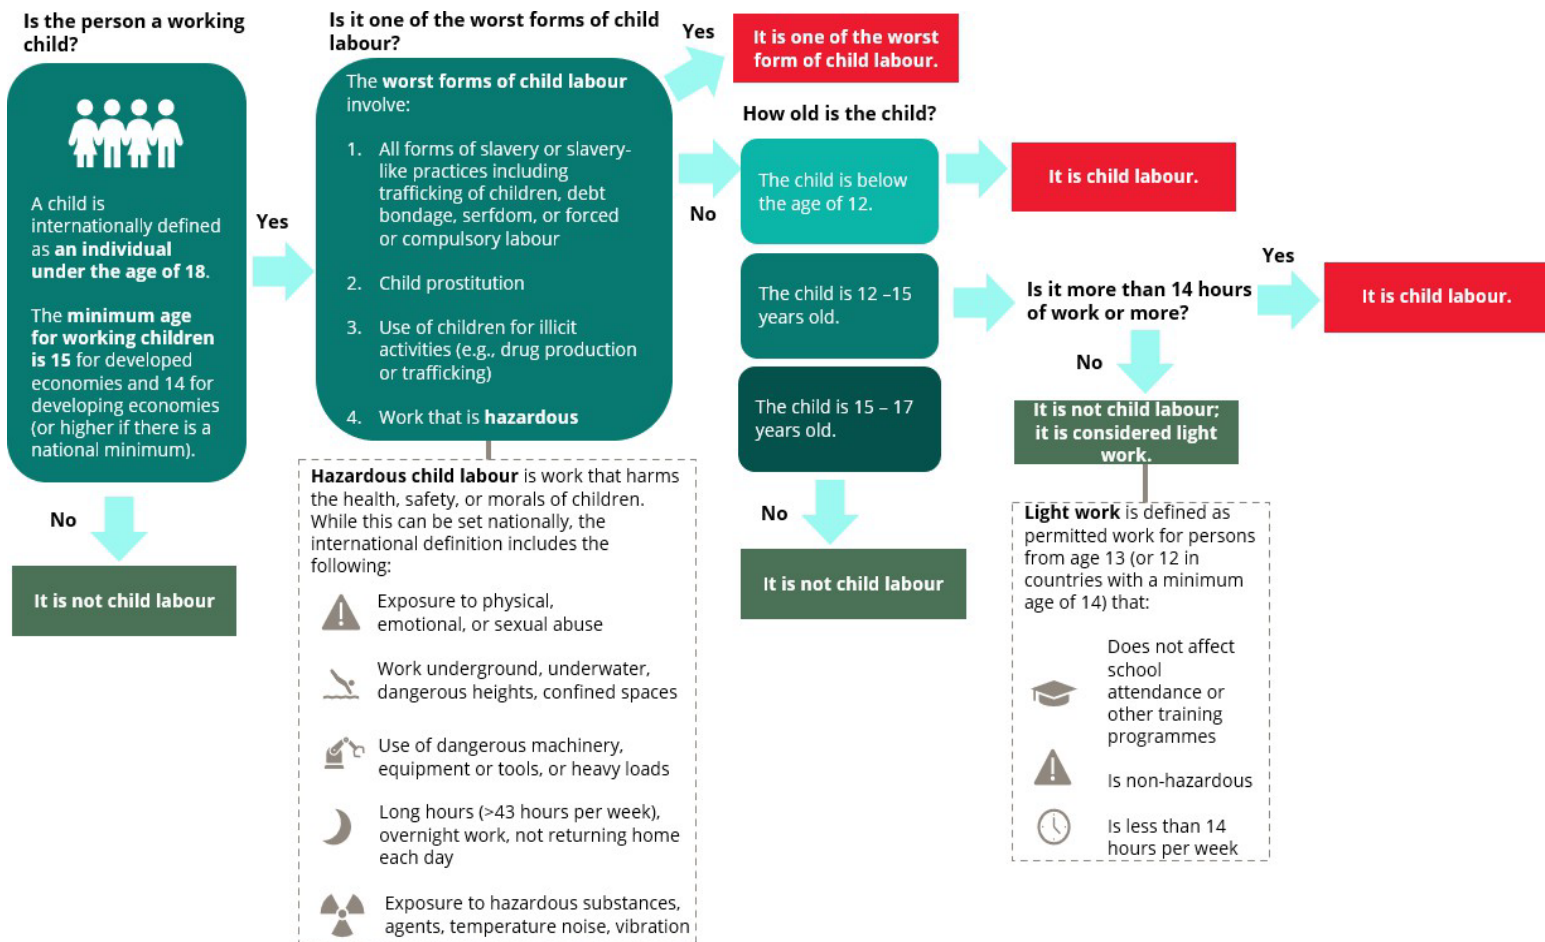 Is the person a working
child?
A child is
internationally defined
as an individual
under the age of 18.
The minimum age
for working children
is 15 for developed
economies and 14 for
developing economies
(or higher if there is a
national minimum).
No
It is not child labour
Yes
Is it one of the worst forms of child
labour?
The worst forms of child labour
involve:
1. All forms of slavery or slavery-
like practices including
trafficking of children, debt
bondage, serfdom, or forced
or compulsory labour
2. Child prostitution
3. Use of children for illicit
activities (e.g., drug production
or trafficking)
4. Work that is hazardous
Hazardous child labour is work that harms
the health, safety, or morals of children.
While this can be set nationally, the
international definition includes the
following:
Exposure to physical,
emotional, or sexual abuse
Work underground, underwater,
dangerous heights, confined spaces
Use of dangerous machinery,
equipment or tools, or heavy loads
Long hours (>43 hours per week),
overnight work, not returning home
each day
Exposure to hazardous substances,
agents, temperature noise, vibration
Yes
It is one of the worst
form of child labour.
No
How old is the child?
The child is below
the age of 12.
It is child labour.
The child is 12 –15
years old.
Is it more than 14 hours
of work or more?
Yes
It is child labour.
No
It is not child labour;
it is considered light
work.
Light work is defined as
permitted work for persons
from age 13 (or 12 in
countries with a minimum
age of 14) that:
Does not affect
school
attendance or
other training
programmes
Is non-hazardous
Is less than 14
hours per week
The child is 15 – 17
years old.
No
It is not child labour